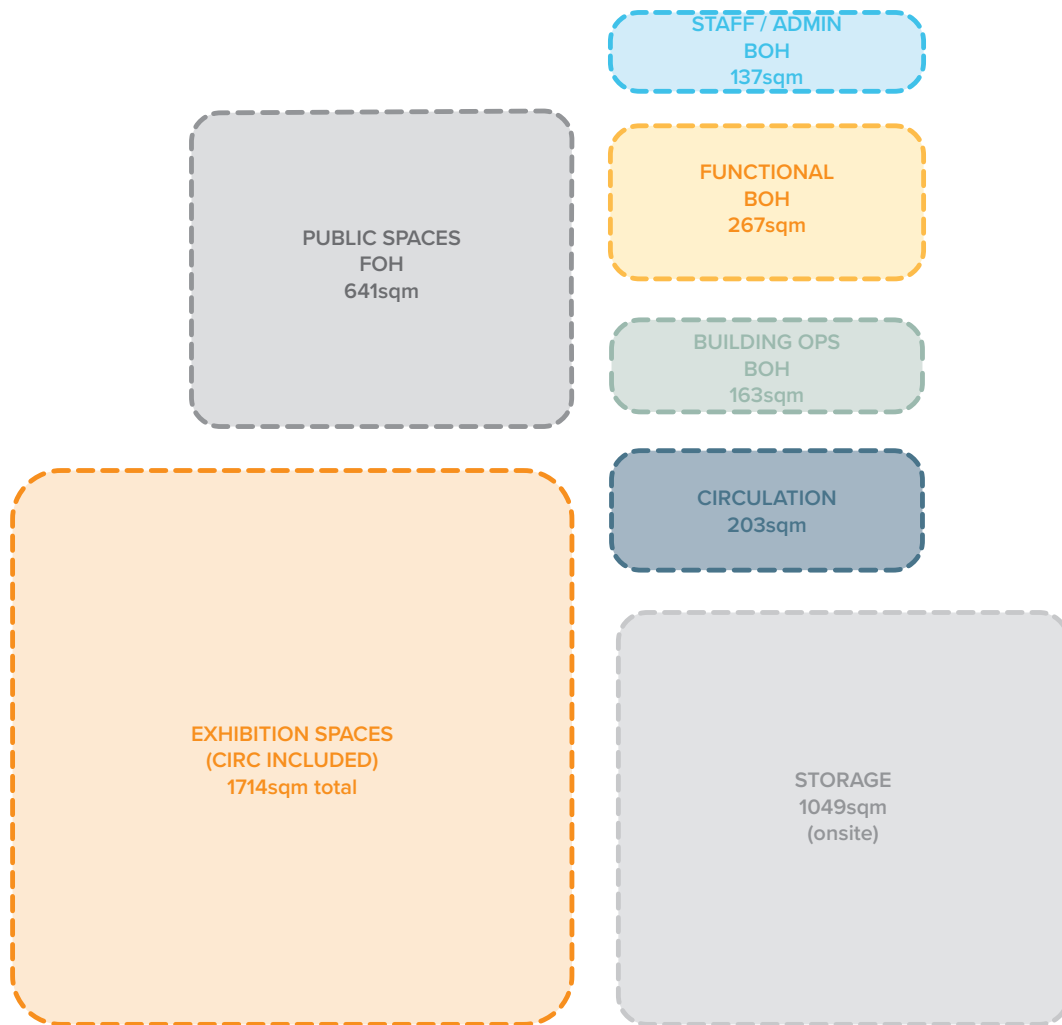 STAFF / ADMIN
BOH
137sqm
FUNCTIONAL
BOH
267sqm
PUBLIC SPACES
FOH
641sqm
BUILDING OPS
BOH
163sqm
CIRCULATION
203sqm
EXHIBITION SPACES
(CIRC INCLUDED)
1714sqm total
STORAGE
1049sqm
(onsite)